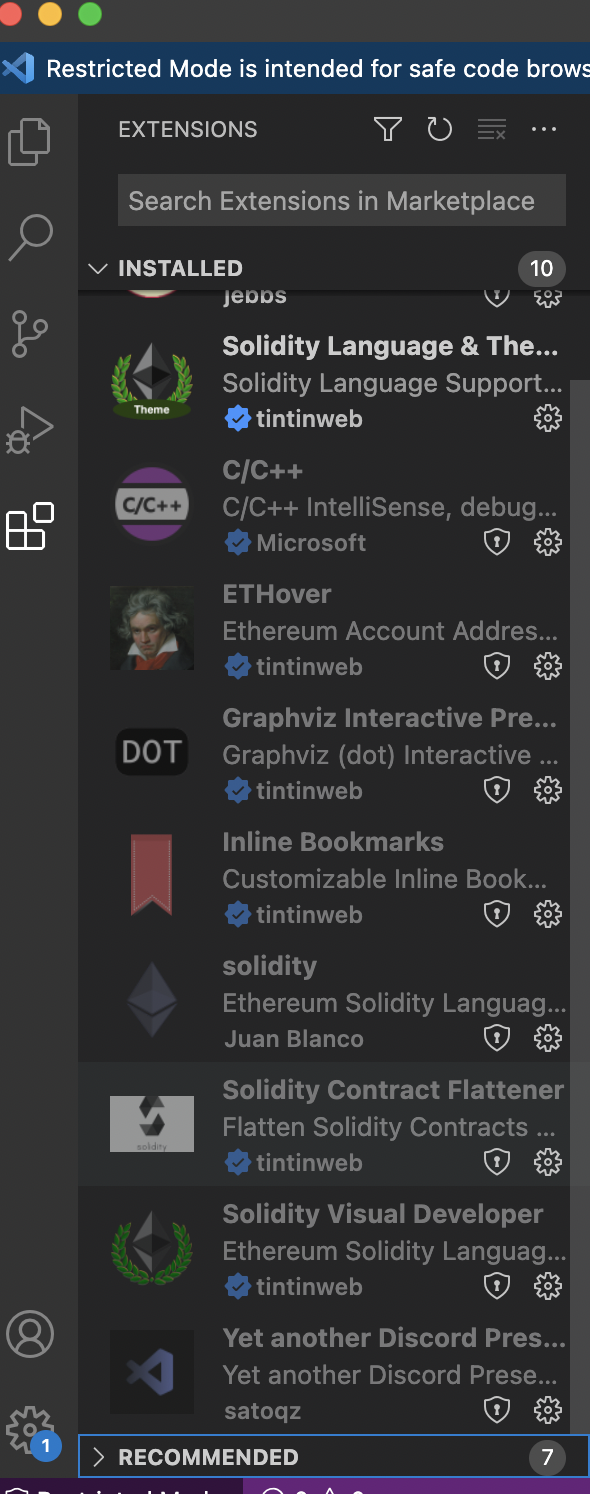 Restricted Mode is intended for safe code brows
EXTENSIONS
Search Extensions in Marketplace
INSTALLED
10
jebbs
Solidity Language & The...
Theme
Solidity Language Support...
tintinweb
C/C++
C/C++
C/C++ IntelliSense, debug...
Microsoft
ETHover
Ethereum Account Addres...
tintinweb
Graphviz Interactive Pre...
DOT
Graphviz (dot) Interactive ...
tintinweb
Inline Bookmarks
Customizable Inline Book...
tintinweb
solidity
Ethereum Solidity Languag...
Juan Blanco
Solidity Contract Flattener
solidity
Flatten Solidity Contracts ...
tintinweb
Solidity Visual Developer
Ethereum Solidity Languag...
tintinweb
Yet another Discord Pres...
Yet another Discord Prese...
satoqz
1
RECOMMENDED
7